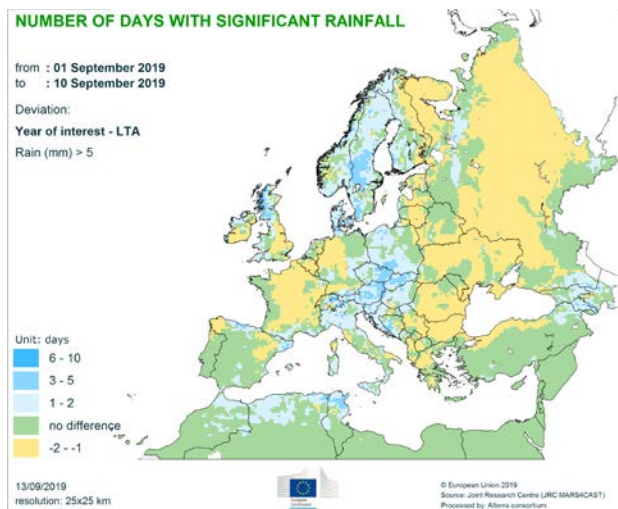 NUMBER OF DAYS WITH SIGNIFICANT RAINFALL
from : 01 September 2019
to : 10 September 2019
Deviation:
Year of interest - LTA
Rain (mm) > 5
Unit: days
6 - 10
3 - 5
1 - 2
no difference
-2 - -1
13/09/2019
resolution: 25x25 km
© European Union 2019
Source: Joint Research Centre (JRC MARS4CAST)
Processed by: Alterra consortium